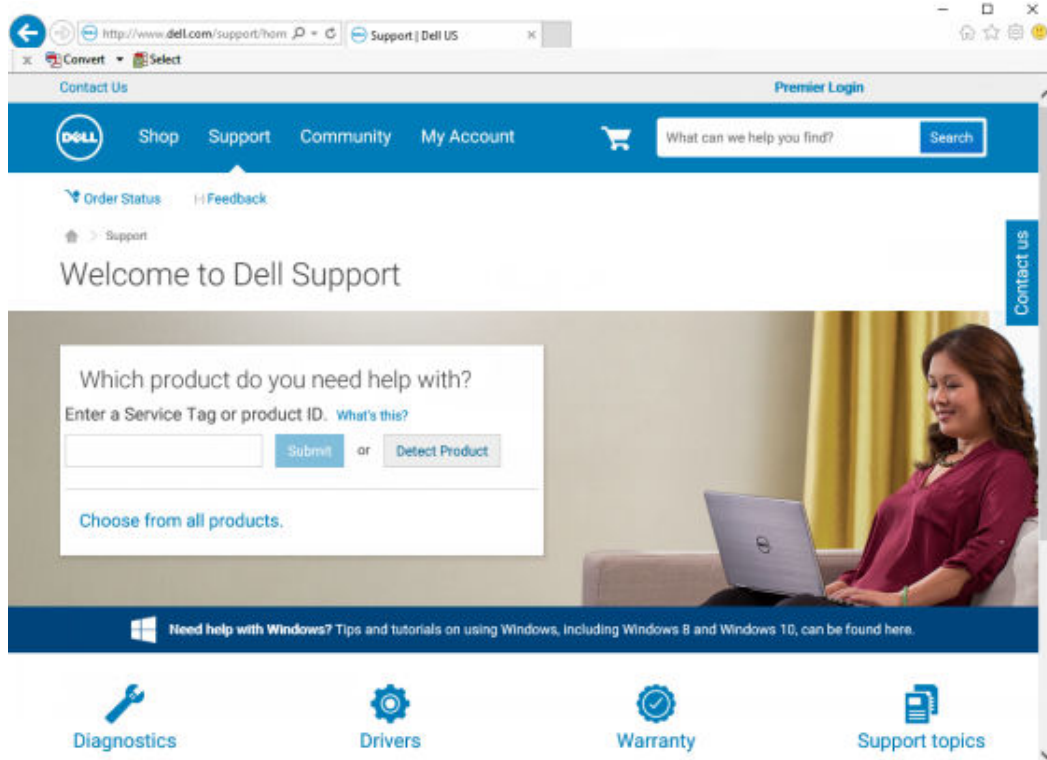 http://www.dell.com/support/hom
Support | Dell US
x Convert Select
Contact Us
Premier Login
DELL
Shop Support Community My Account
What can we help you find?
Search
Order Status
Feedback
Support
Welcome to Dell Support
Contact us
Which product do you need help with?
Enter a Service Tag or product ID. What's this?
Submit or Detect Product
Choose from all products.
Need help with Windows? Tips and tutorials on using Windows, including Windows 8 and Windows 10, can be found here.
Diagnostics Drivers Warranty Support topics